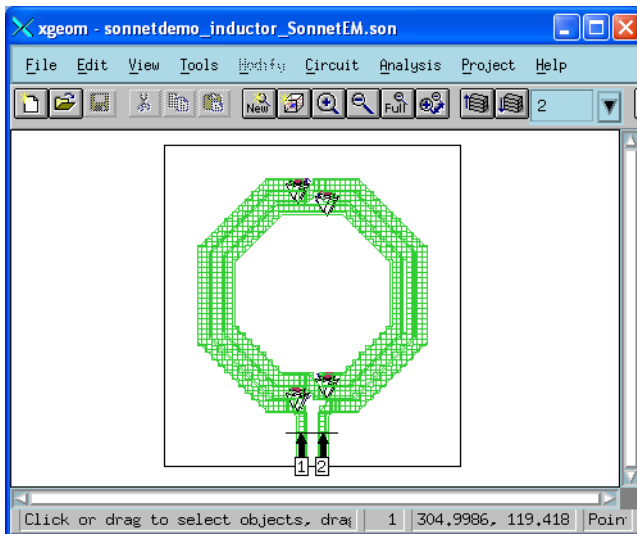 xgeom - sonnetdemo_inductor_SonnetEM.son
File Edit View Tools Modify Circuit Analysis Project Help
New Full 2
1 2
Click or drag to select objects, drag 1 304.9986, 119.418 Poin